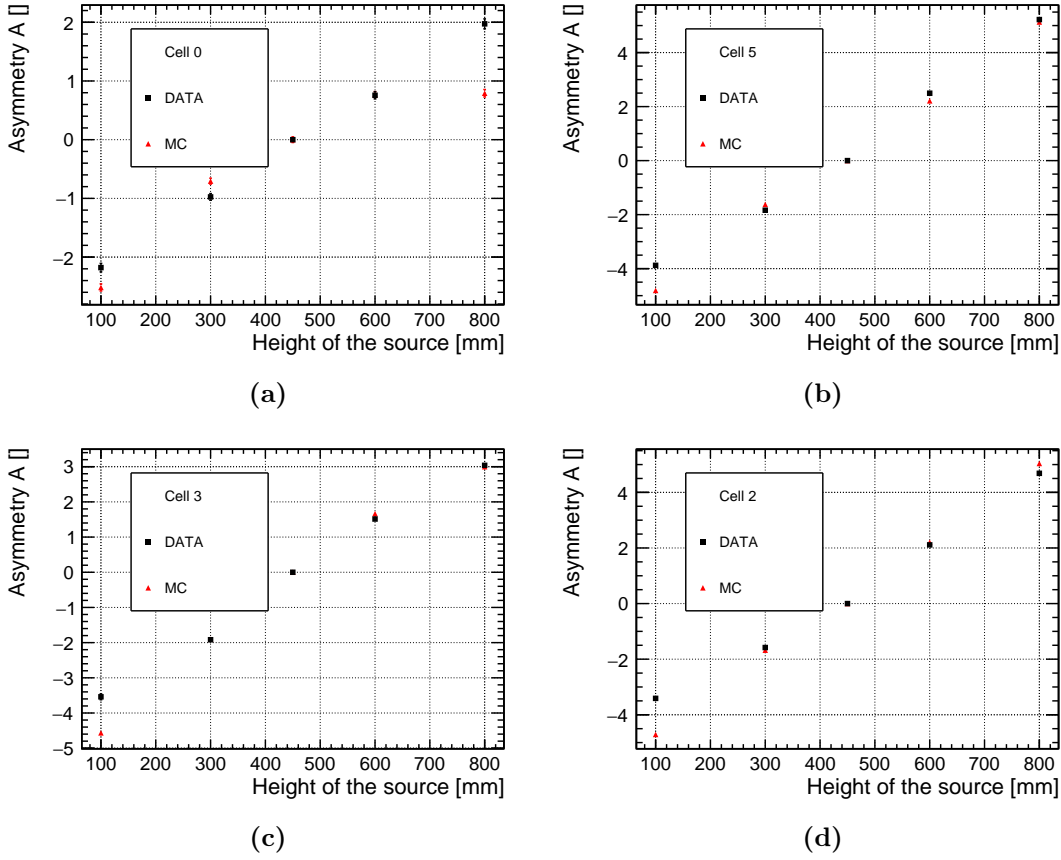 Asymmetry A []
2
1
0
−1
−2
Cell 0
DATA
MC
100 200 300 400 500 600 700 800
Height of the source [mm]
(a)
Asymmetry A []
4
2
0
−2
−4
Cell 5
DATA
MC
100 200 300 400 500 600 700 800
Height of the source [mm]
(b)
Asymmetry A []
3
2
1
0
−1
−2
−3
−4
−5
Cell 3
DATA
MC
100 200 300 400 500 600 700 800
Height of the source [mm]
(c)
Asymmetry A []
4
2
0
−2
−4
Cell 2
DATA
MC
100 200 300 400 500 600 700 800
Height of the source [mm]
(d)